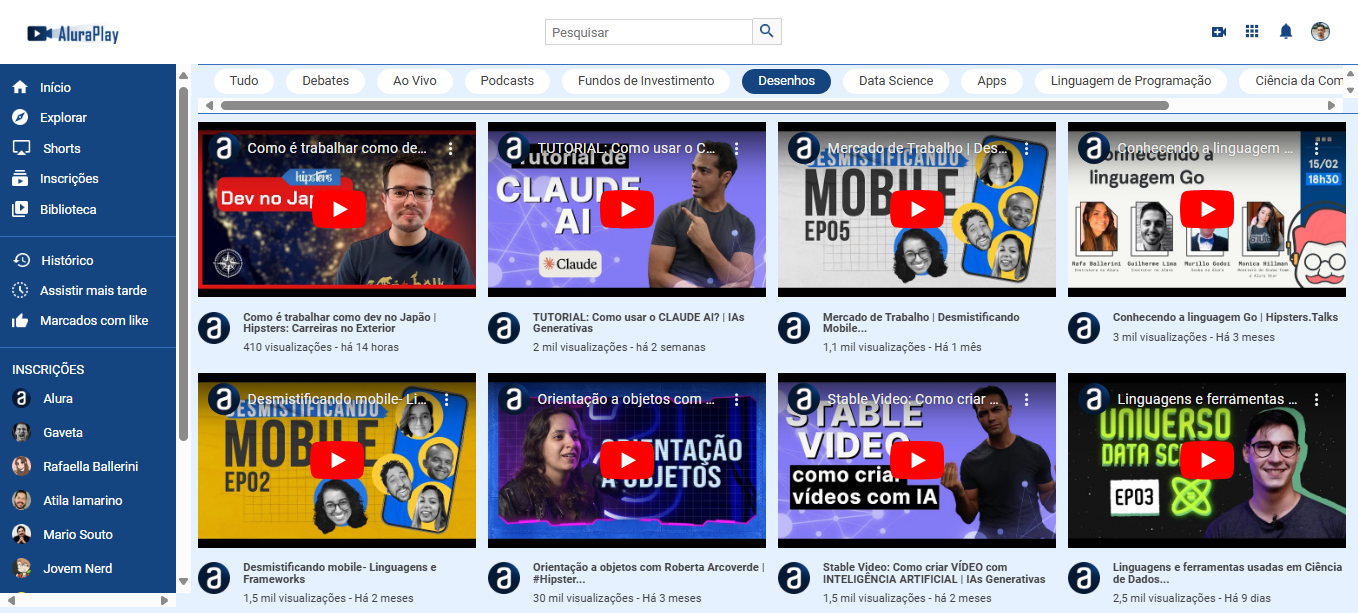 AluraPlay
Pesquisar
Tudo
Debates
Ao Vivo
Podcasts
Fundos de Investimento
Desenhos
Data Science
Apps
Linguagem de Programação
Ciência da Com
Início
Explorar
Shorts
Inscrições
Biblioteca
Histórico
Assistir mais tarde
Marcados com like
INSCRIÇÕES
Alura
Gaveta
Rafaella Ballerini
Atila Iamarino
Mario Souto
Jovem Nerd
Como é trabalhar como de...
hipsters
Dev no Jap
Como é trabalhar como dev no Japão |
Hipsters: Carreiras no Exterior
410 visualizações - há 14 horas
TUTORIAL: Como usar o C...
Tutorial de
CLAUDE
AI
Claude
TUTORIAL: Como usar o CLAUDE AI? | IAs
Generativas
2 mil visualizações - há 2 semanas
Mercado de Trabalho | Des...
DESMISTIFICANDO
MOBILE
EP05
Mercado de Trabalho | Desmistificando
Mobile...
1,1 mil visualizações - Há 1 mês
Conhecendo a linguagem ...
Conhecendo a
linguagem Go
15/02
18h30
Rafa Ballerini
Guilherme Lima
Murillo Godoi
Monica Hillman
Conhecendo a linguagem Go | Hipsters.Talks
3 mil visualizações - Há 3 meses
Desmistificando mobile- Li...
DESMISTIFICANDO
MOBILE
EP02
Desmistificando mobile- Linguagens e
Frameworks
1,5 mil visualizações - Há 2 meses
Orientação a objetos com ...
ORIENTAÇÃO
A OBJETOS
Orientação a objetos com Roberta Arcoverde |
#Hipster...
30 mil visualizações - Há 3 meses
Stable Video: Como criar ...
STABLE
VIDEO
como criar
vídeos com IA
Stable Video: Como criar VÍDEO com
INTELIGÊNCIA ARTIFICIAL | IAs Generativas
1,5 mil visualizações - há 2 meses
Linguagens e ferramentas ...
UNIVERSO
DATA SC
EP03
Linguagens e ferramentas usadas em Ciência
de Dados...
2,5 mil visualizações - Há 9 dias